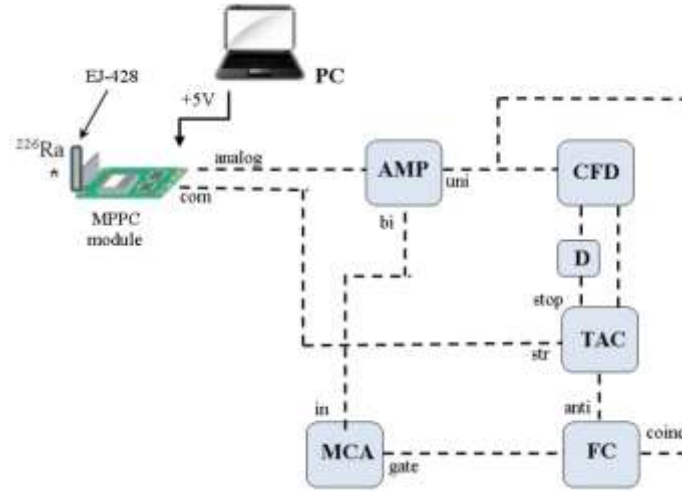 EJ-428
PC
+5V
²²⁶Ra
*
analog
AMP
uni
CFD
com
MPPC
module
bi
D
stop
TAC
str
in
anti
coinc
MCA
gate
FC